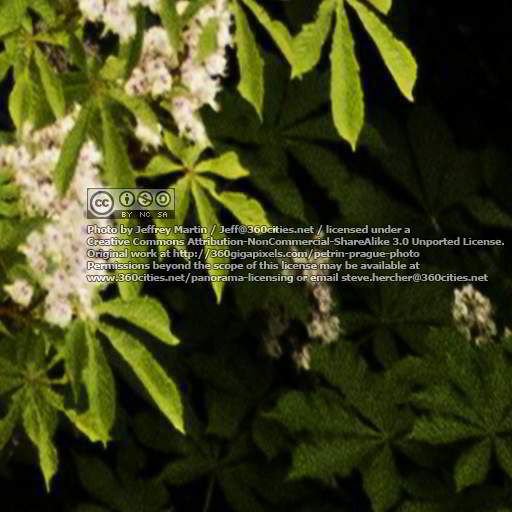 cc BY NC SA
Photo by Jeffrey Martin / Jeff@360cities.net / licensed under a
Creative Commons Attribution-NonCommercial-ShareAlike 3.0 Unported License.
Original work at http://360gigapixels.com/petrin-prague-photo
Permissions beyond the scope of this license may be available at
www.360cities.net/panorama-licensing or email steve.hercher@360cities.net